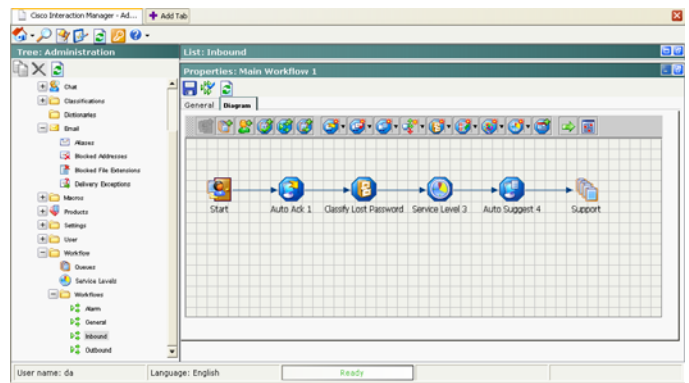 Cisco Interaction Manager - Ad...
Add Tab
Tree: Administration
List: Inbound
Properties: Main Workflow 1
General
Diagram
Chat
Classifications
Dictionaries
Email
Aliases
Blocked Addresses
Blocked File Extensions
Delivery Exceptions
Macros
Products
Settings
User
Workflow
Queues
Service Levels
Workflows
Alarm
General
Inbound
Outbound
Start
Auto Ack 1
Classify Lost Password
Service Level 3
Auto Suggest 4
Support
User name: da
Language: English
Ready